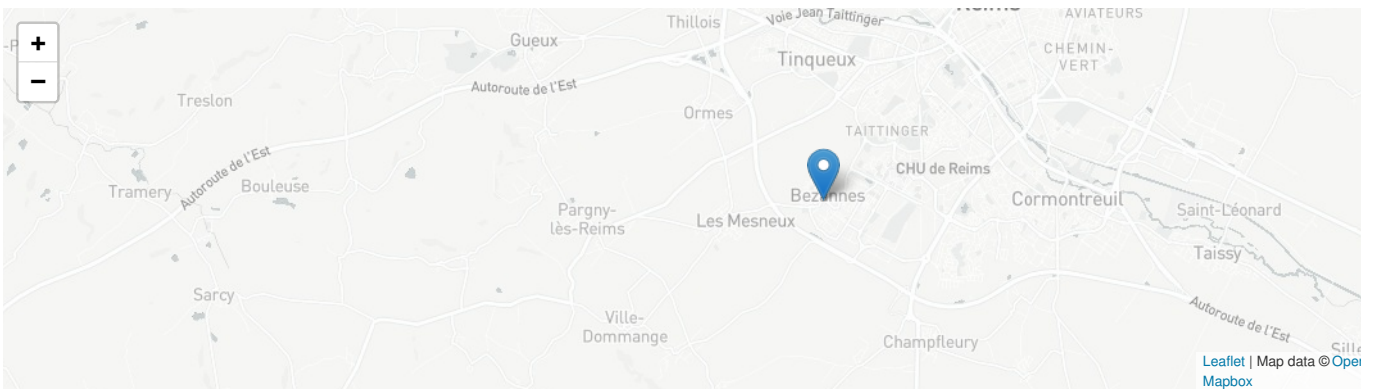 Reims
AVIATEURS
Thillois
Voie Jean Taittinger
+
Gueux
CHEMIN-
VERT
Tinqueux
−
Autoroute de l'Est
Treslon
Ormes
TAITTINGER
Autoroute de l'Est
CHU de Reims
Tramery
Bouleuse
Bezannes
Cormontreuil
Pargny-
lès-Reims
Les Mesneux
Saint-Léonard
Taissy
Sarcy
Autoroute de l'Est
Ville-
Dommange
Champfleury
Leaflet | Map data © Open
Mapbox